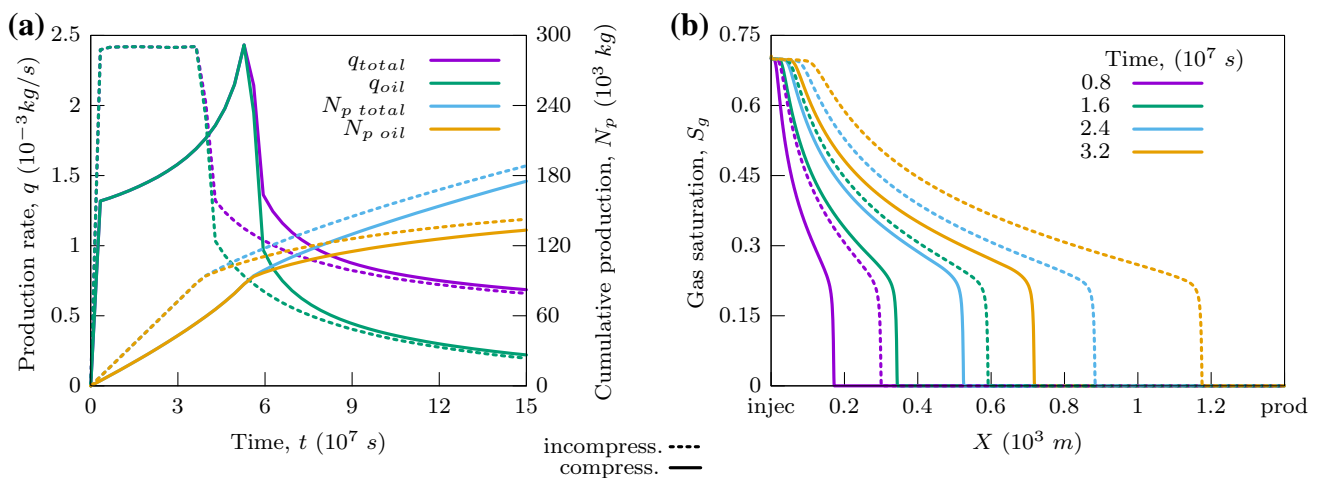 (a)
Production rate, q (10⁻³kg/s)
2.5
2
1.5
1
0.5
0
q_total
q_oil
N_p total
N_p oil
300
240
180
120
60
0
Cumulative production, N_p (10³ kg)
0 3 6 9 12 15
Time, t (10⁷ s)
incompress.
compress.
(b)
Gas saturation, S_g
0.75
0.6
0.45
0.3
0.15
0
Time, (10⁷ s)
0.8
1.6
2.4
3.2
injec 0.2 0.4 0.6 0.8 1 1.2 prod
X (10³ m)